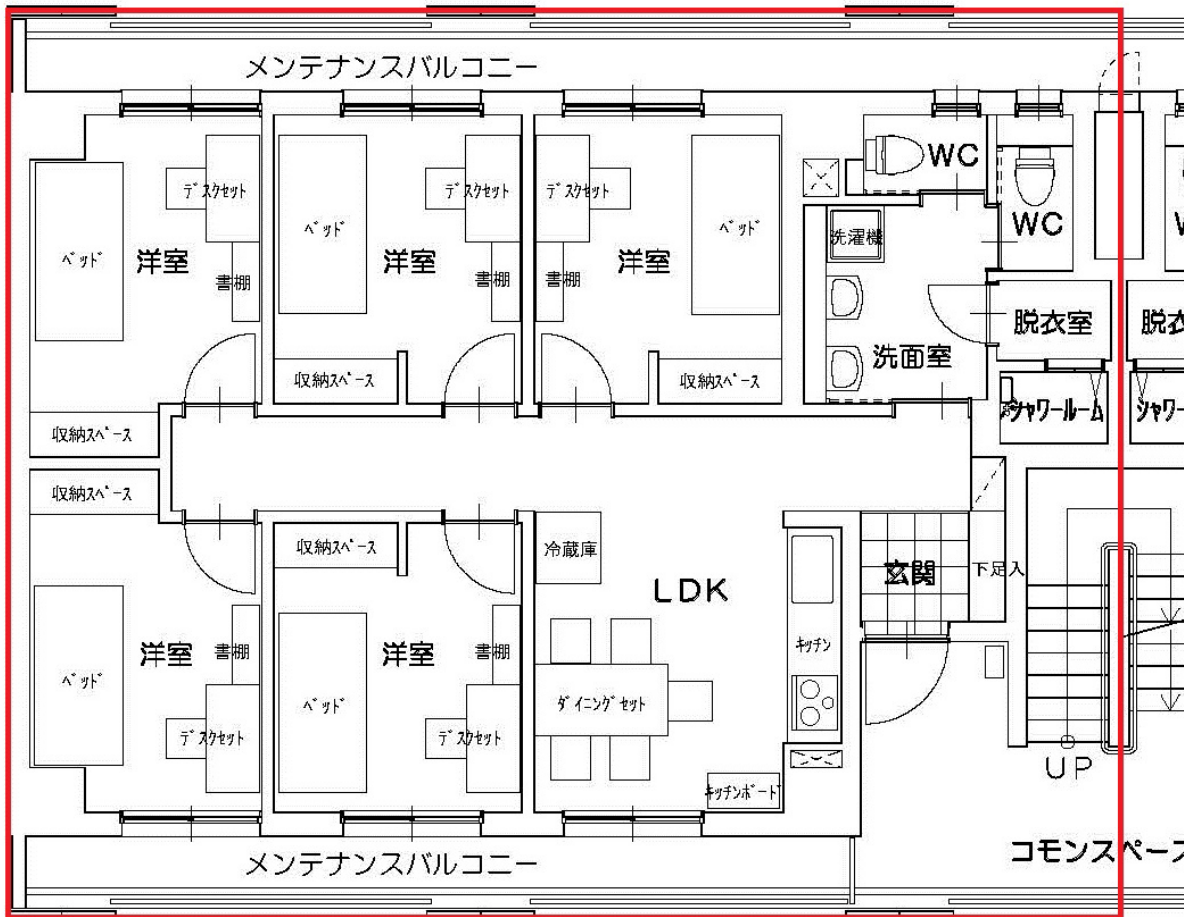 メンテナンスバルコニー
デスクセット
デスクセット
デスクセット
WC
WC
ベッド
ベッド
ベッド
洋室
洋室
洋室
洗濯機
書棚
書棚
書棚
脱衣室
脱衣
洗面室
収納スペース
収納スペース
シャワールーム
シャワー
収納スペース
収納スペース
収納スペース
冷蔵庫
LDK
玄関
下足入
洋室
書棚
洋室
書棚
キッチン
ベッド
ベッド
ダイニングセット
デスクセット
デスクセット
UP
キッチンボード
コモンスペース
メンテナンスバルコニー